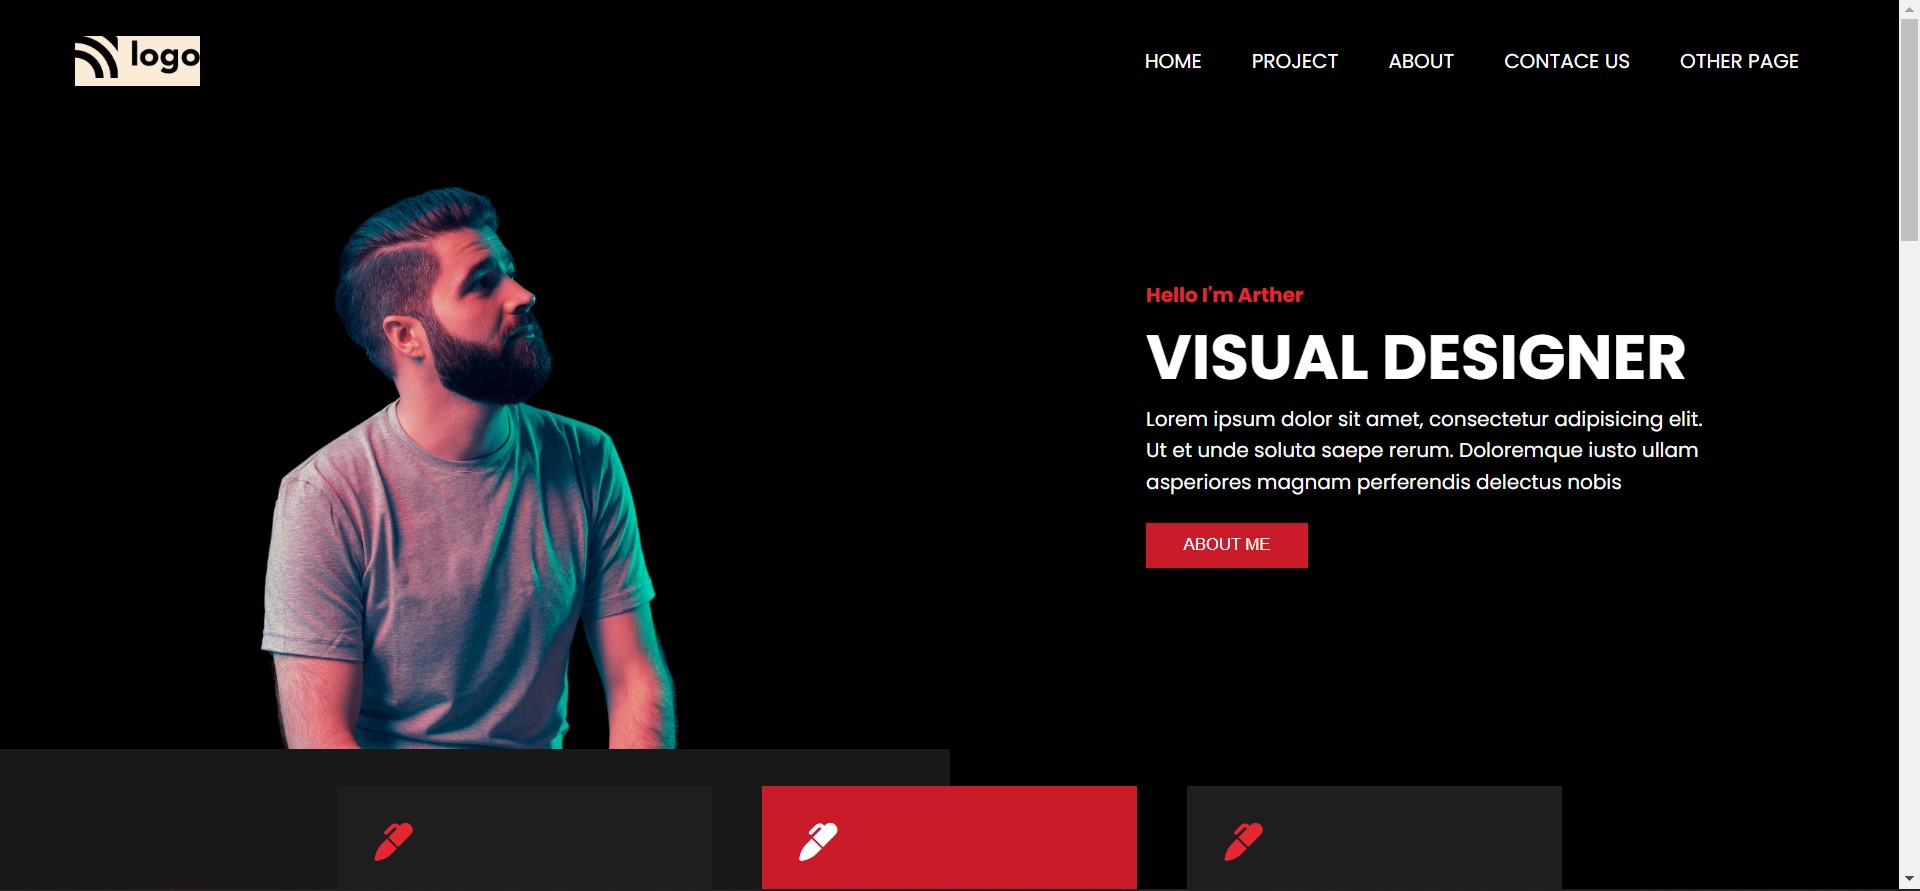 logo
HOME PROJECT ABOUT CONTACE US OTHER PAGE
Hello I'm Arther
VISUAL DESIGNER
Lorem ipsum dolor sit amet, consectetur adipisicing elit.
Ut et unde soluta saepe rerum. Doloremque iusto ullam
asperiores magnam perferendis delectus nobis
ABOUT ME